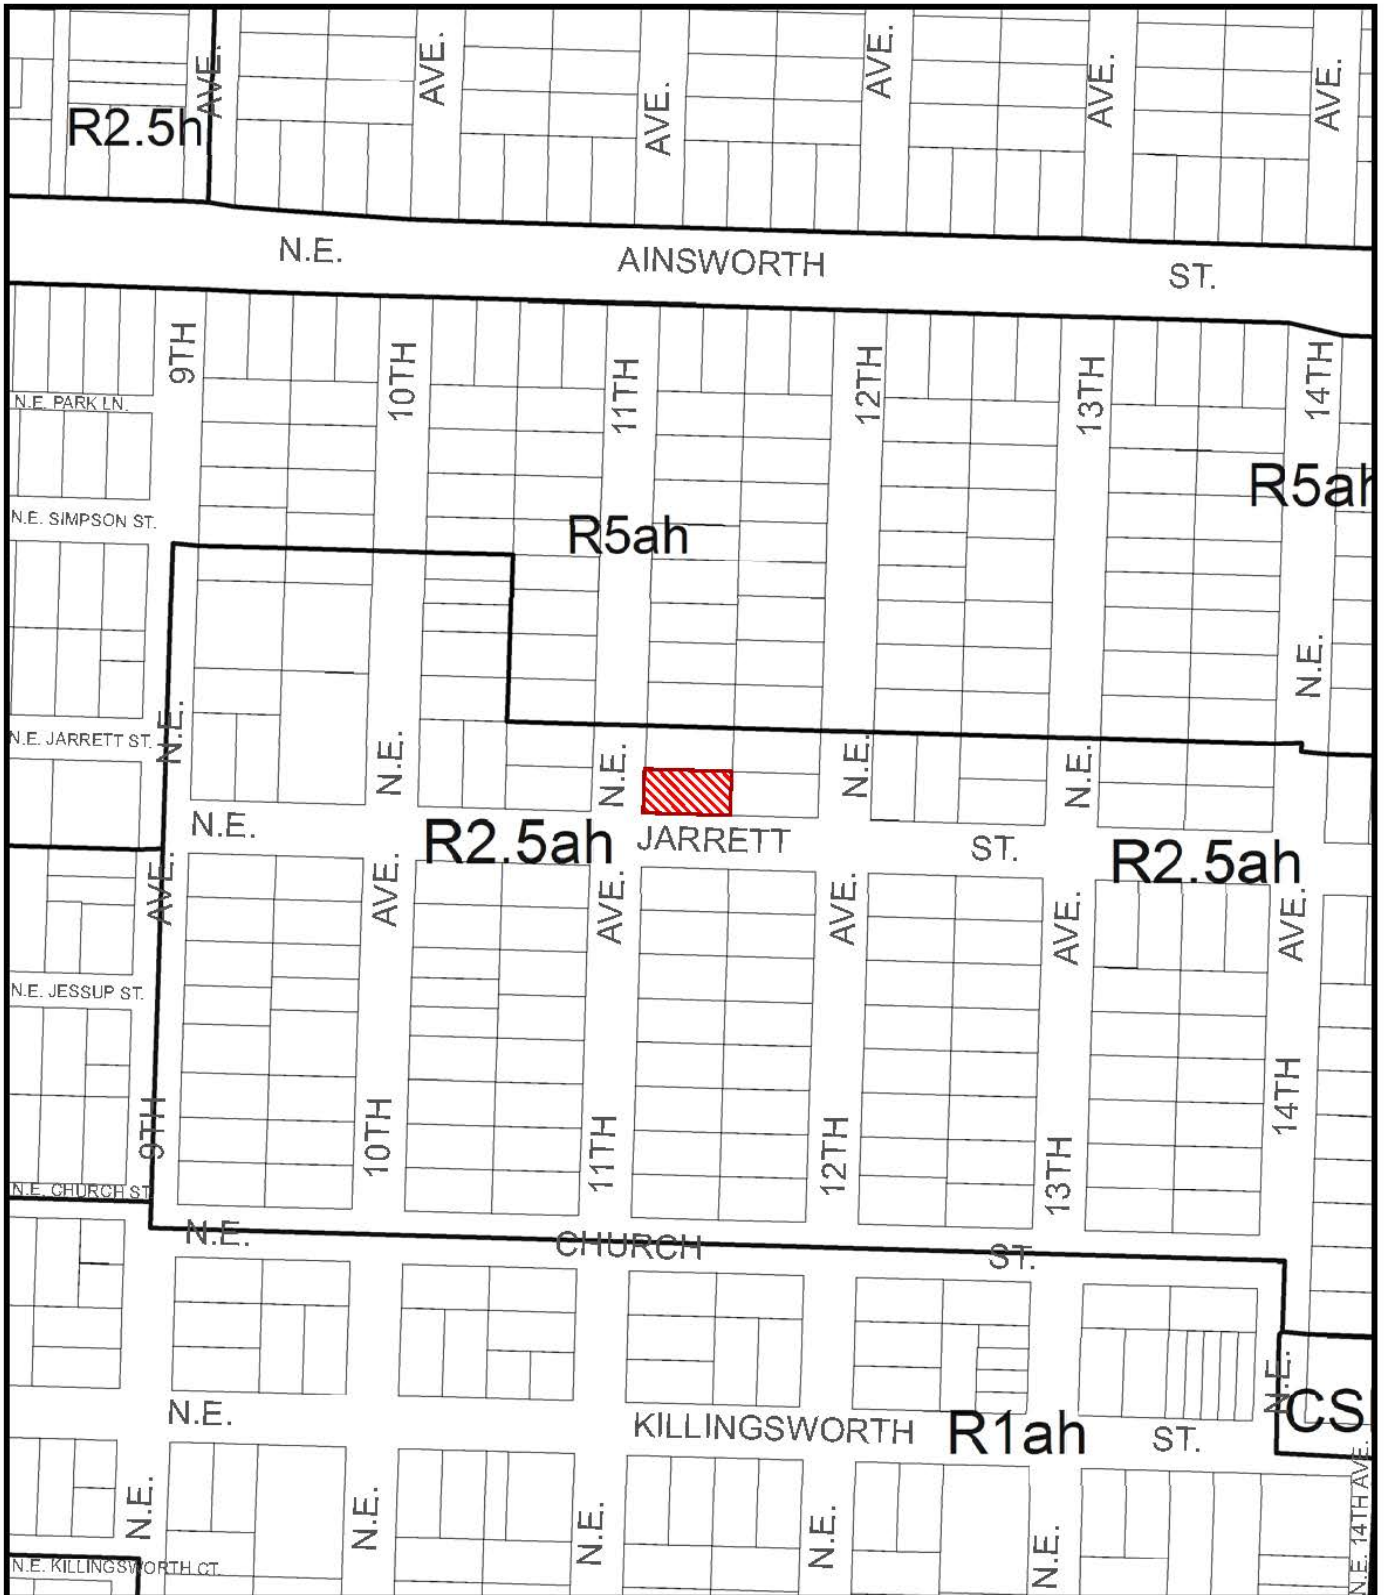 AVE.
AVE.
AVE.
AVE.
AVE.
AVE.
R2.5h
N.E. AINSWORTH ST.
9TH
10TH
11TH
12TH
13TH
14TH
N.E. PARK LN.
R5ah
N.E. SIMPSON ST.
R5ah
N.E.
N.E.
N.E. JARRETT ST.
N.E.
N.E.
N.E.
N.E.
N.E. JARRETT ST.
R2.5ah
R2.5ah
AVE.
AVE.
AVE.
AVE.
AVE.
AVE.
N.E. JESSUP ST.
9TH
10TH
11TH
12TH
13TH
14TH
N.E. CHURCH ST
N.E. CHURCH ST.
N.E.
CS
N.E. KILLINGSWORTH ST.
R1ah
N.E.
N.E.
N.E.
N.E.
N.E.
N.E. 14TH AVE.
N.E. KILLINGSWORTH CT.